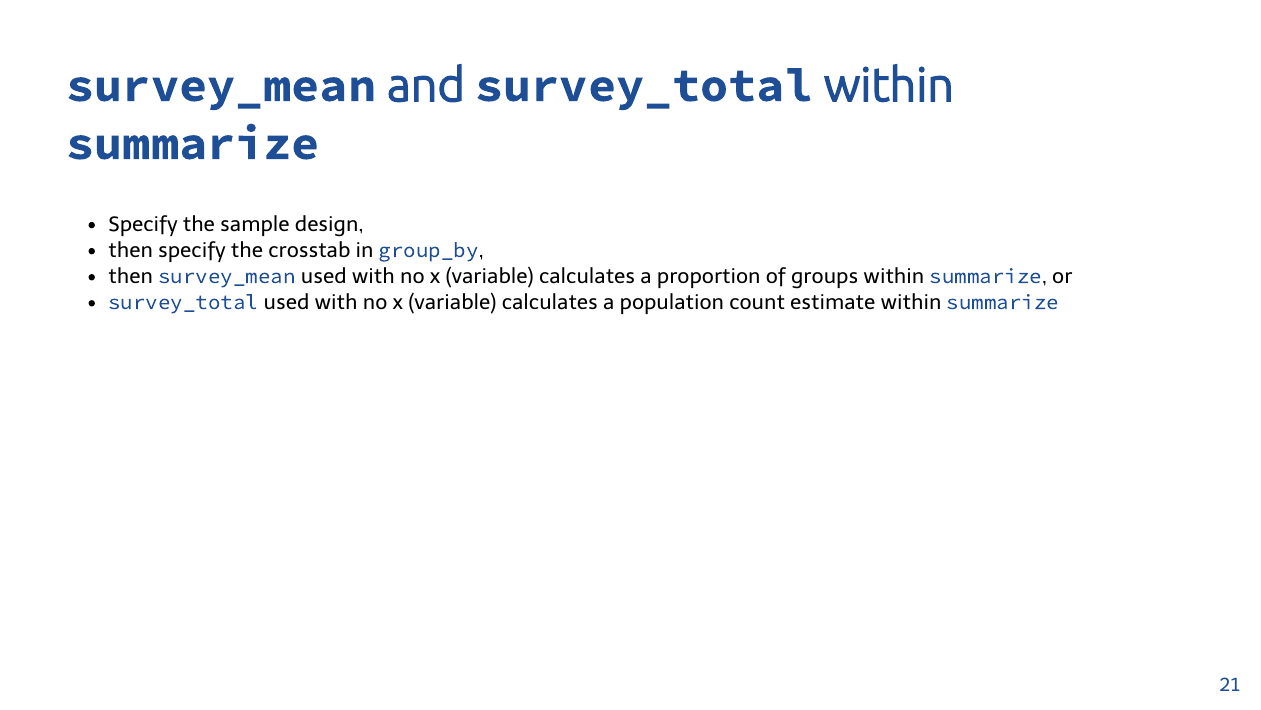 survey_mean and survey_total within
summarize
• Specify the sample design,
• then specify the crosstab in group_by,
• then survey_mean used with no x (variable) calculates a proportion of groups within summarize, or
• survey_total used with no x (variable) calculates a population count estimate within summarize
21